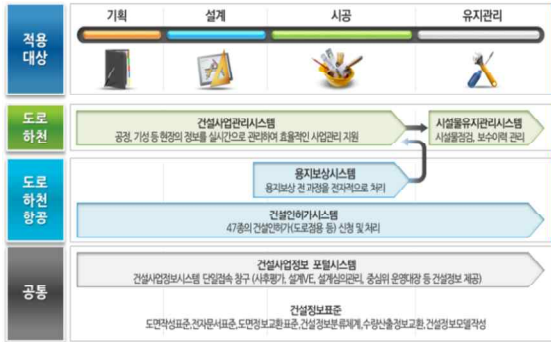 적용
대상
기획
설계
시공
유지관리
도로
하천
건설사업관리시스템
공정, 기성 등 현장의 정보를 실시간으로 관리하여 효율적인 사업관리 지원
시설물유지관리시스템
시설물점검, 보수이력 관리
도로
하천
항공
용지보상시스템
용지보상 전 과정을 전자적으로 처리
건설인허가시스템
47종의 건설인허가(도로점용 등) 신청 및 처리
공통
건설사업정보 포털시스템
건설사업정보시스템 단일접속 창구 (사후평가, 설계VE, 설계심의관리, 중심위 운영대장 등 건설정보 제공)
건설정보표준
도면작성표준,전자문서표준,도면정보교환표준,건설정보분류체계,수량산출정보교환,건설정보모델작성